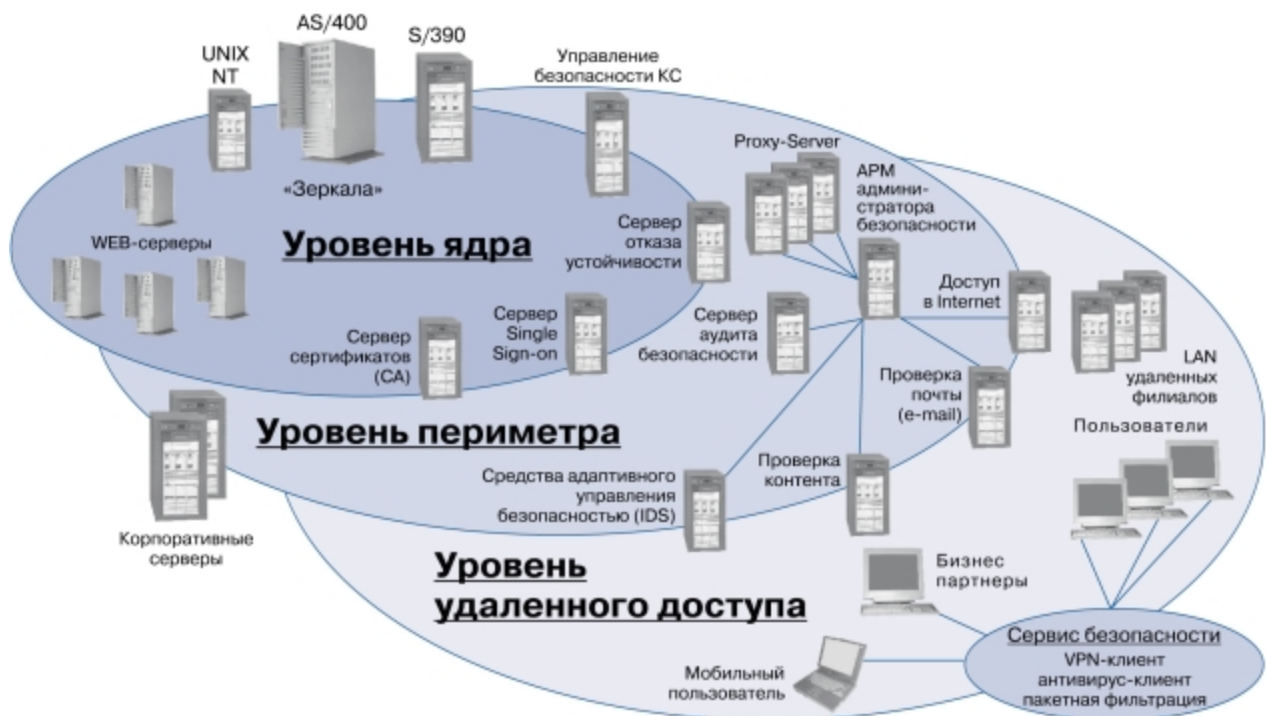 AS/400
S/390
UNIX
NT
Управление
безопасности КС
Proxy-Server
АРМ
админи-
стратора
безопасности
«Зеркала»
WEB-серверы
Уровень ядра
Сервер
отказа
устойчивости
Доступ
в Internet
Сервер
Single
Sign-on
Сервер
аудита
безопасности
Сервер
сертификатов
(CA)
LAN
удаленных
филиалов
Проверка
почты
(e-mail)
Уровень периметра
Пользователи
Средства адаптивного
управления
безопасностью (IDS)
Проверка
контента
Корпоративные
серверы
Уровень
удаленного доступа
Бизнес
партнеры
Сервис безопасности
VPN-клиент
антивирус-клиент
пакетная фильтрация
Мобильный
пользователь